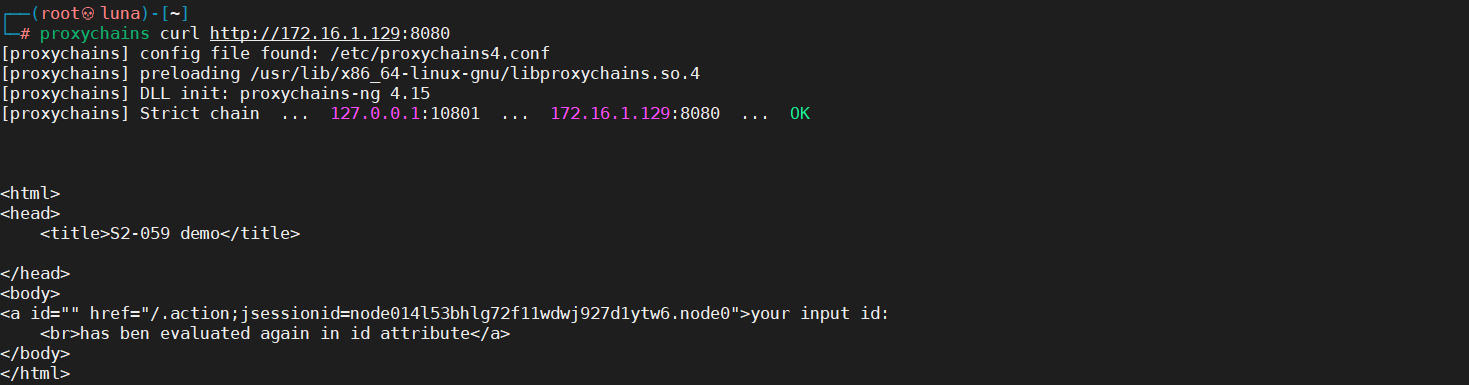 ┌──(root💀luna)-[~]
└─# proxychains curl http://172.16.1.129:8080
[proxychains] config file found: /etc/proxychains4.conf
[proxychains] preloading /usr/lib/x86_64-linux-gnu/libproxychains.so.4
[proxychains] DLL init: proxychains-ng 4.15
[proxychains] Strict chain  ...  127.0.0.1:10801  ...  172.16.1.129:8080  ...  OK
<html>
<head>
    <title>S2-059 demo</title>
</head>
<body>
<a id="" href="/.action;jsessionid=node014l53bhlg72f11wdwj927d1ytw6.node0">your input id:
    <br>has ben evaluated again in id attribute</a>
</body>
</html>